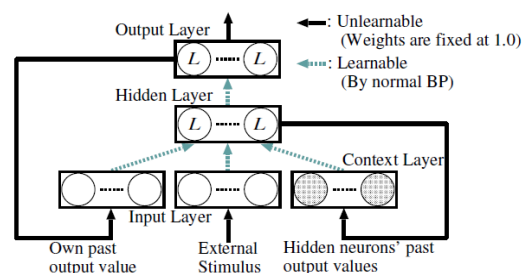 Output Layer
L ...... L
: Unlearnable
(Weights are fixed at 1.0)
: Learnable
(By normal BP)
Hidden Layer
L ...... L
Context Layer
Input Layer
Own past
output value
External
Stimulus
Hidden neurons' past
output values